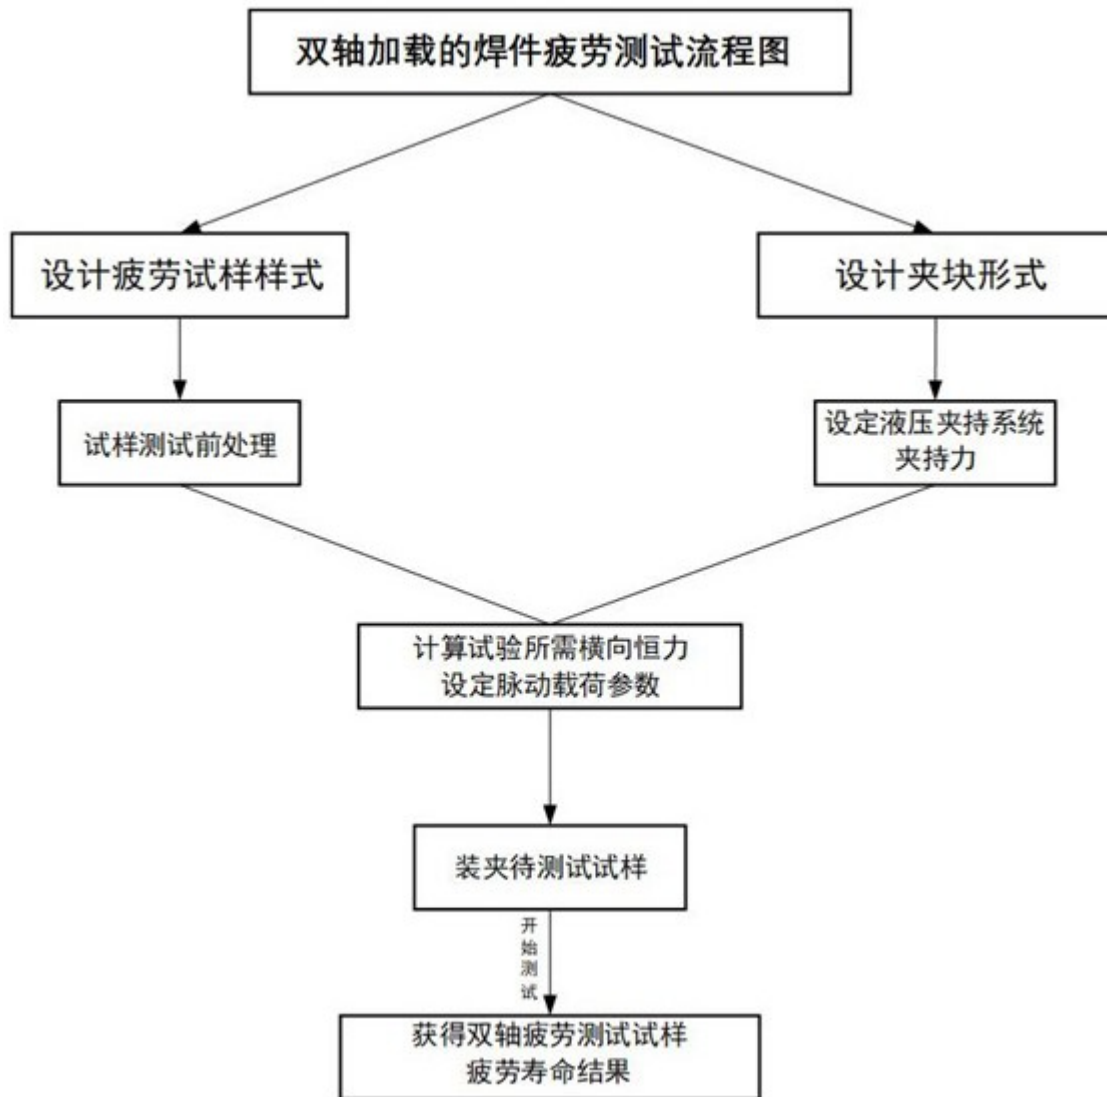 双轴加载的焊件疲劳测试流程图
设计疲劳试样样式
设计夹块形式
试样测试前处理
设定液压夹持系统
夹持力
计算试验所需横向恒力
设定脉动载荷参数
装夹待测试试样
开始测试
获得双轴疲劳测试试样
疲劳寿命结果